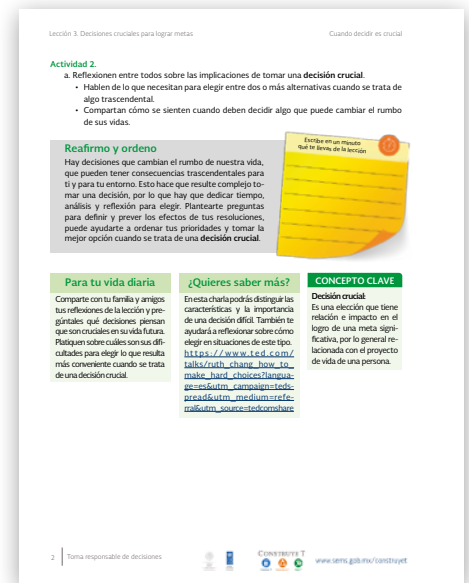 Lección 3. Decisiones cruciales para lograr metas
Cuando decidir es crucial
Actividad 2.
a. Reflexionen entre todos sobre las implicaciones de tomar una decisión crucial.
• Hablen de lo que necesitan para elegir entre dos o más alternativas cuando se trata de
algo trascendental.
• Compartan cómo se sienten cuando deben decidir algo que puede cambiar el rumbo
de sus vidas.
Reafirmo y ordeno
Hay decisiones que cambian el rumbo de nuestra vida,
que pueden tener consecuencias trascendentales para
ti y para tu entorno. Esto hace que resulte complejo to-
mar una decisión, por lo que hay que dedicar tiempo,
análisis y reflexión para elegir. Plantearte preguntas
para definir y prever los efectos de tus resoluciones,
puede ayudarte a ordenar tus prioridades y tomar la
mejor opción cuando se trata de una decisión crucial.
Escribe en un minuto
qué te llevas de la lección
Para tu vida diaria
Comparte con tu familia y amigos
tus reflexiones de la lección y pre-
gúntales qué decisiones piensan
que son cruciales en su vida futura.
Platiquen sobre cuáles son sus difi-
cultades para elegir lo que resulta
más conveniente cuando se trata
de una decisión crucial.
¿Quieres saber más?
En esta charla podrás distinguir las
características y la importancia
de una decisión difícil. También te
ayudará a reflexionar sobre cómo
elegir en situaciones de este tipo.
https://www.ted.com/
talks/ruth_chang_how_to_
make_hard_choices?langua-
ge=es&utm_campaign=teds-
pread&utm_medium=refe-
rral&utm_source=tedcomshare
CONCEPTO CLAVE
Decisión crucial:
Es una elección que tiene
relación e impacto en el
logro de una meta signi-
ficativa, por lo general re-
lacionada con el proyecto
de vida de una persona.
2
Toma responsable de decisiones
CONSTRUYE T
www.sems.gob.mx/construyet